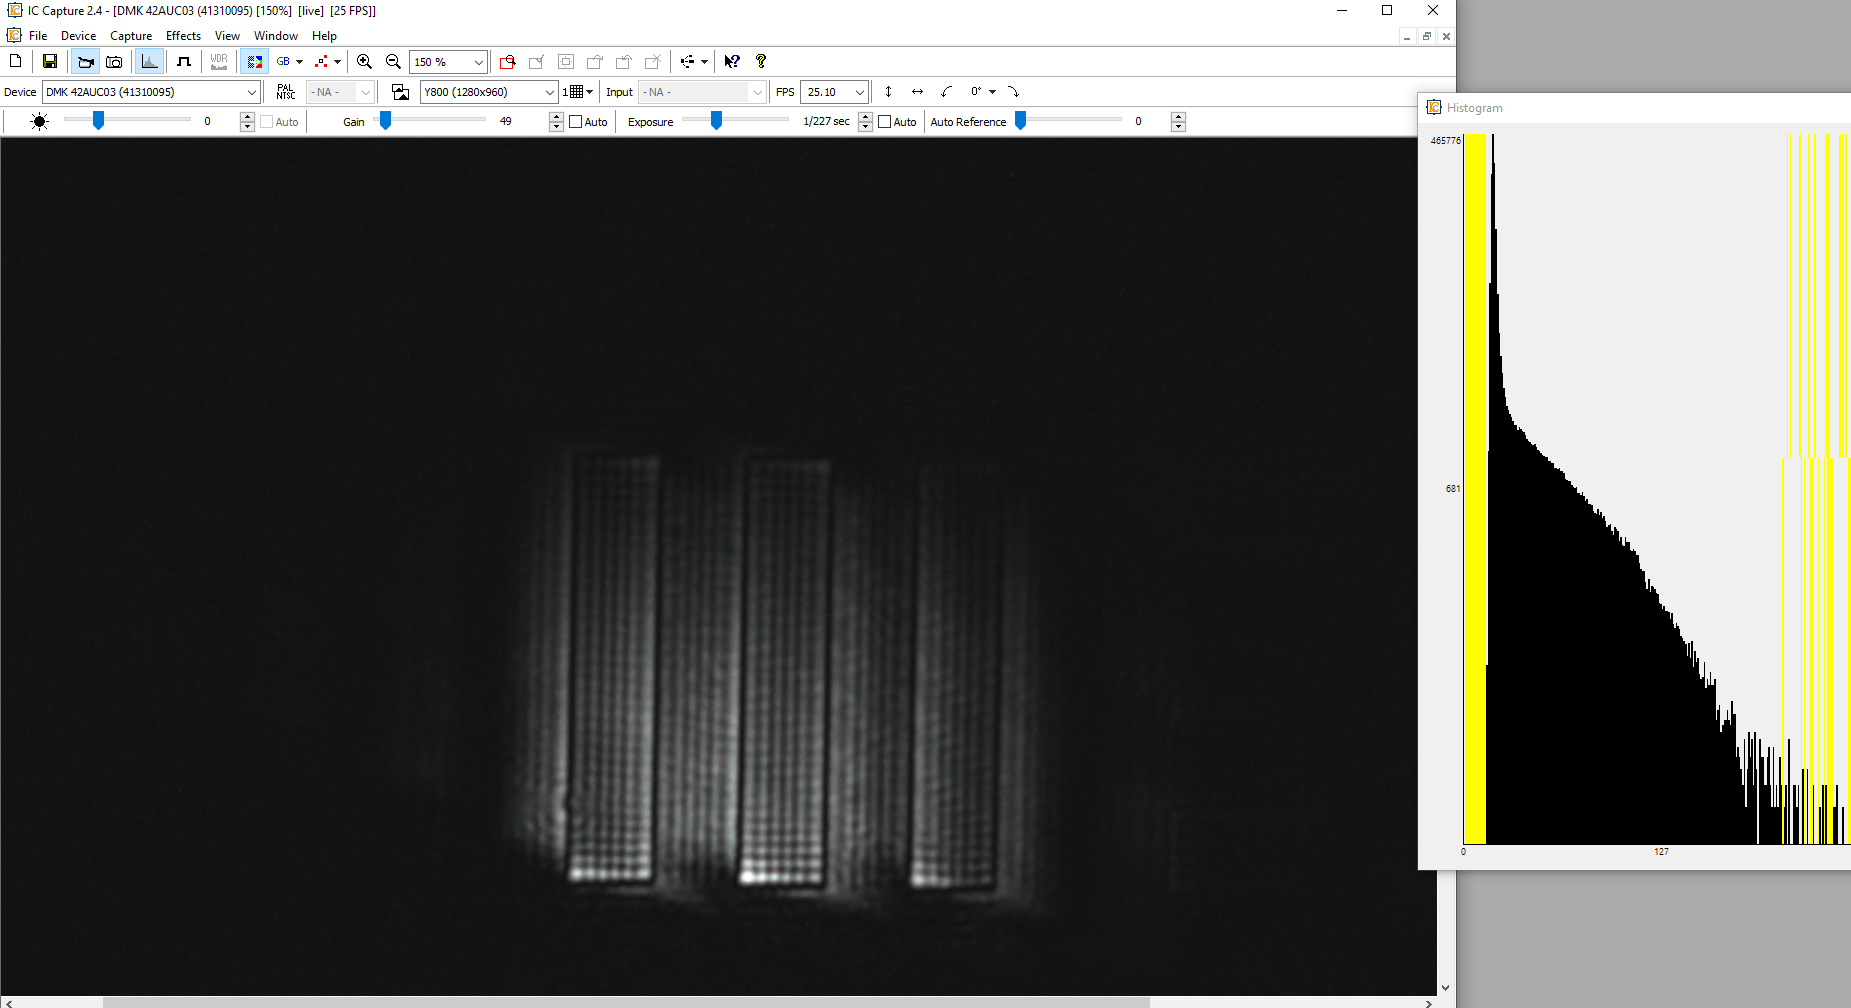 IC Capture 2.4 - [DMK 42AUC03 (41310095) [150%]  [live]  [25 FPS]]
File Device Capture Effects View Window Help
WDR GB 150 %
Device DMK 42AUC03 (41310095) PAL NTSC - NA - Y800 (1280x960) 1 Input - NA - FPS 25.10 0°
0 Auto Gain 49 Auto Exposure 1/227 sec Auto Auto Reference 0
Histogram
465776
681
0 127